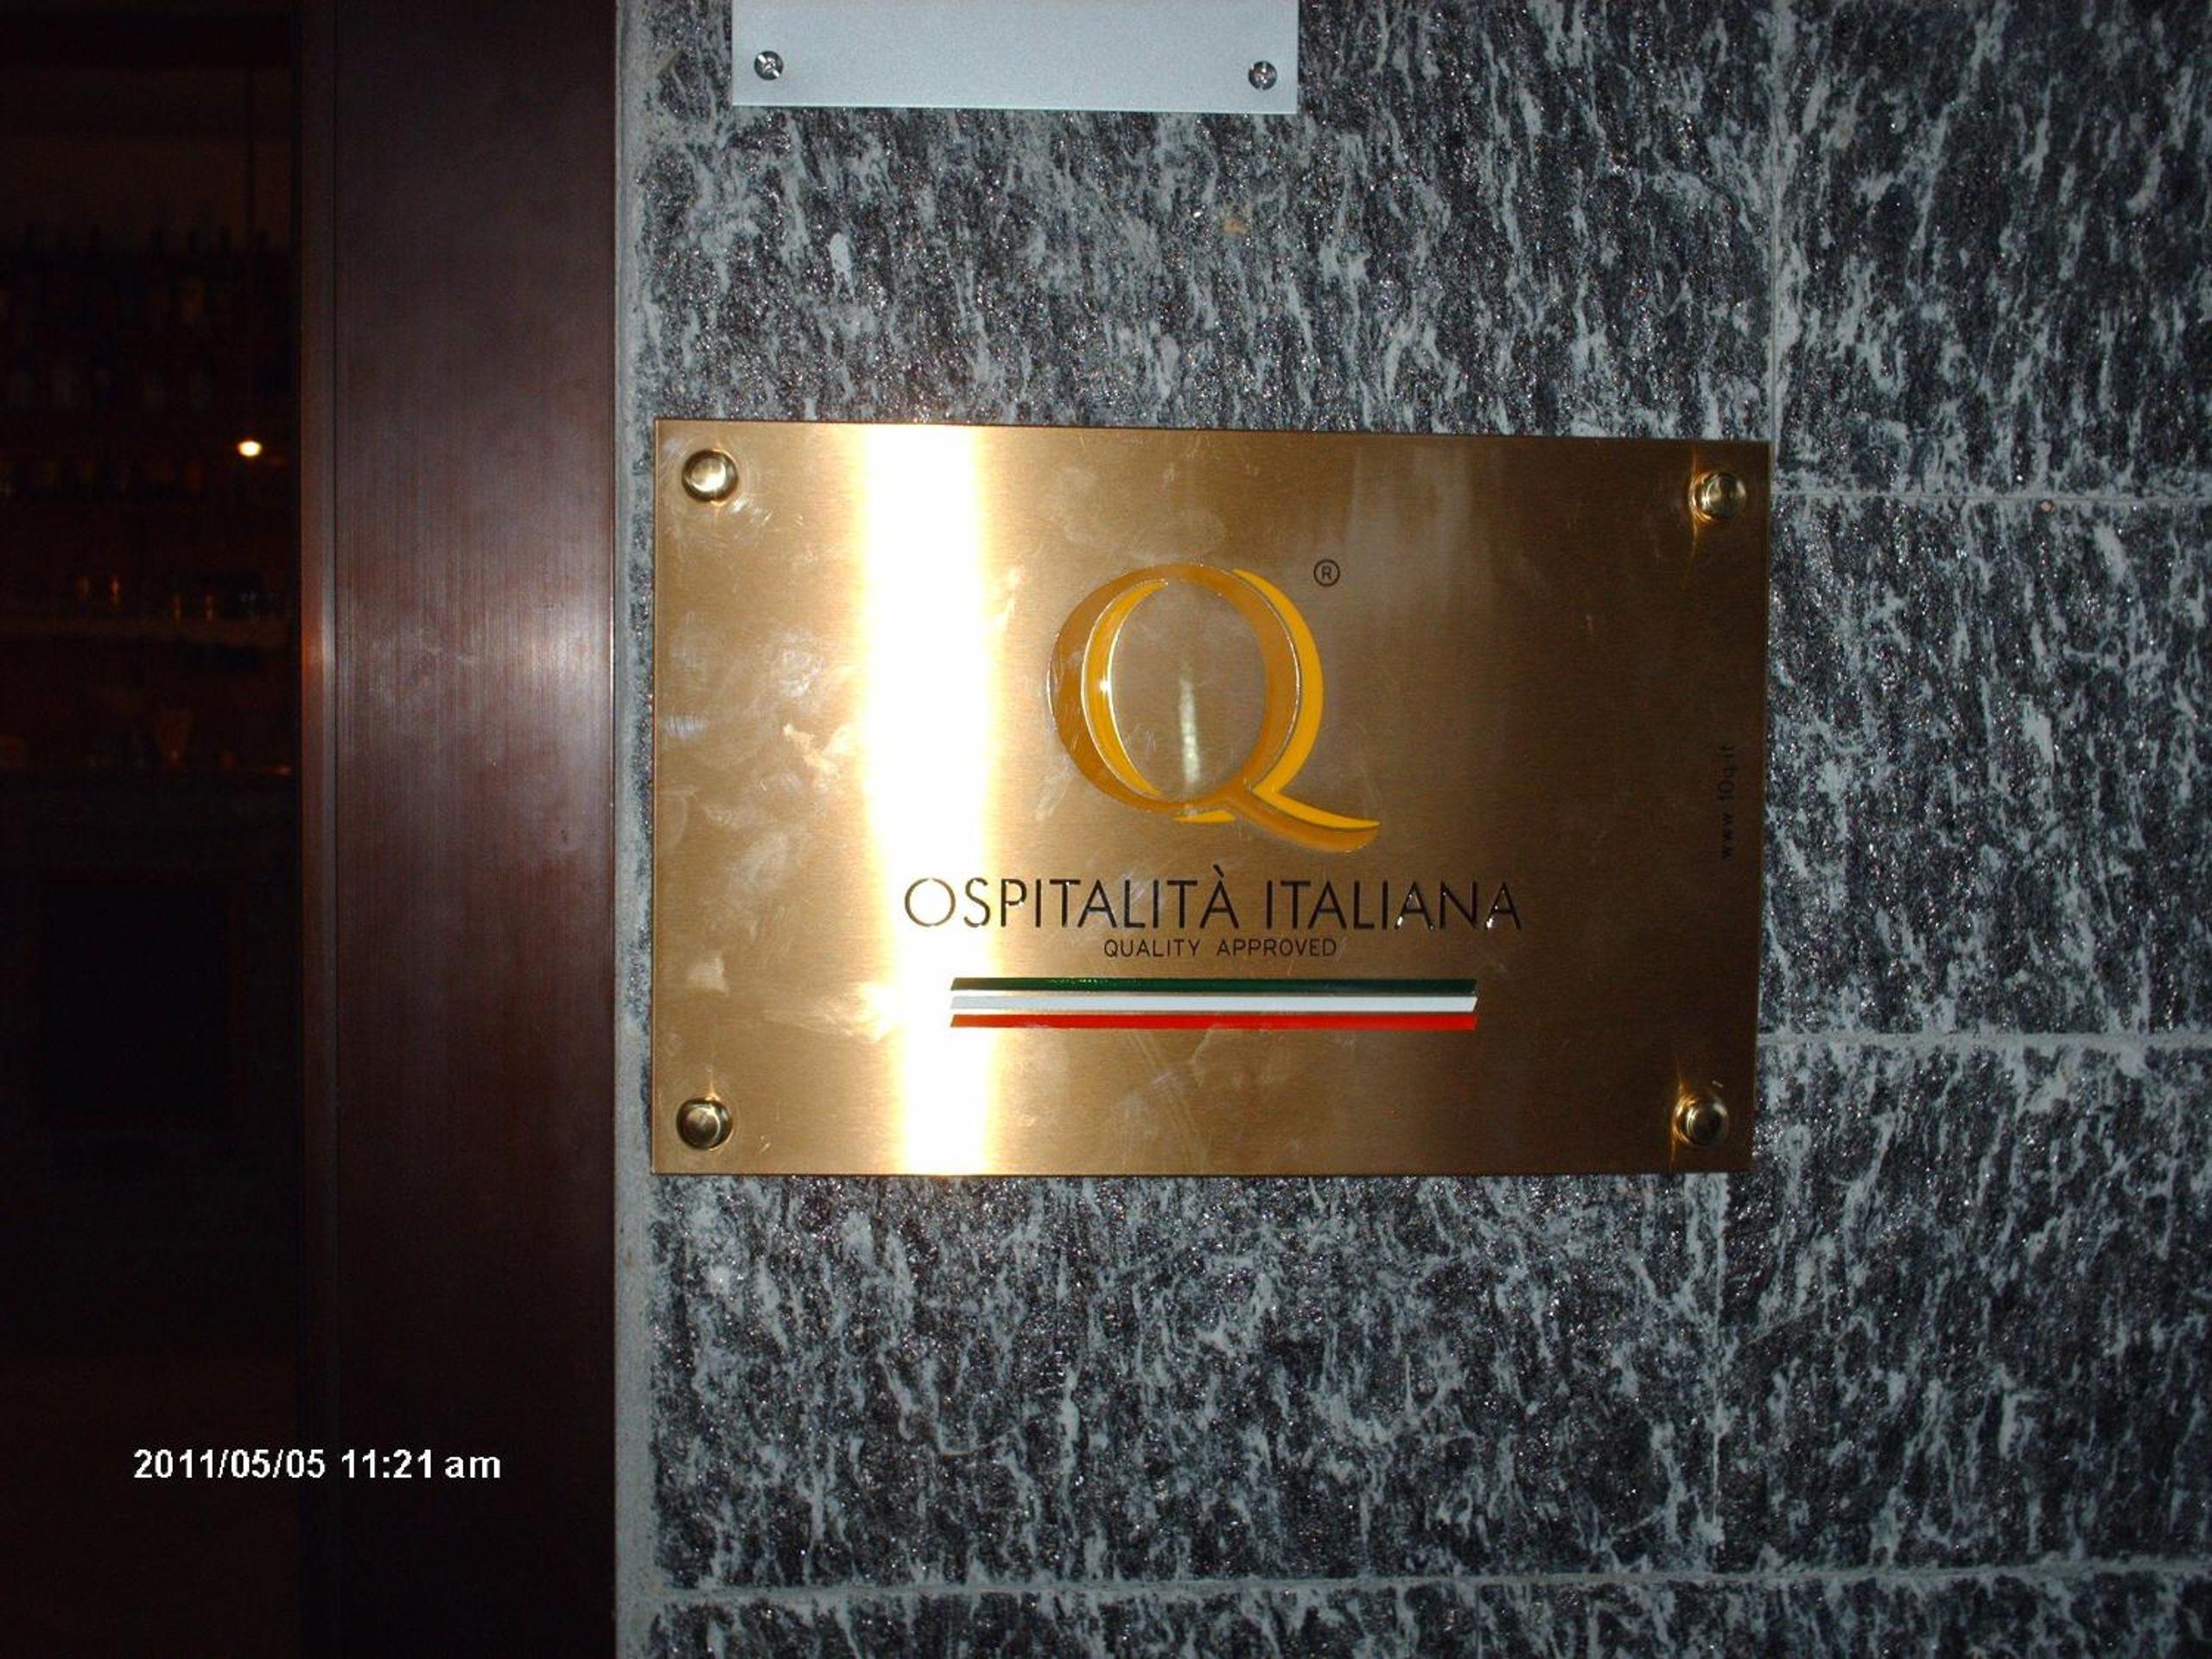 Q®
OSPITALITÀ ITALIANA
QUALITY APPROVED
www.10q.it
2011/05/05 11:21 am